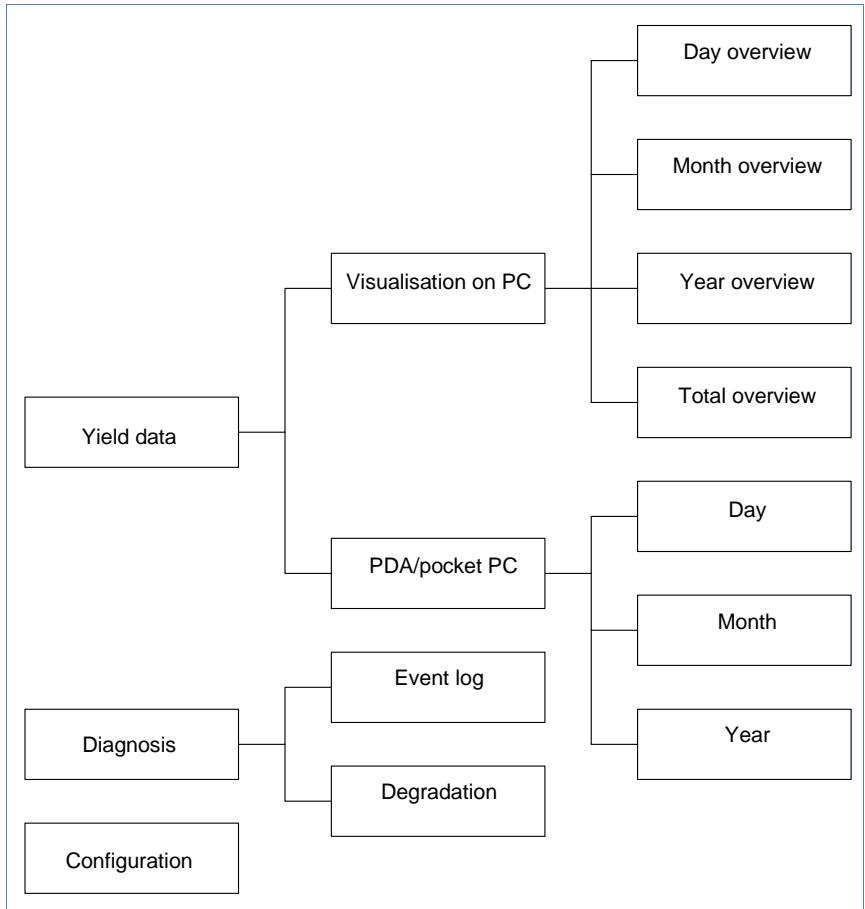 Day overview
Month overview
Visualisation on PC
Year overview
Total overview
Yield data
Day
PDA/pocket PC
Month
Event log
Diagnosis
Year
Degradation
Configuration